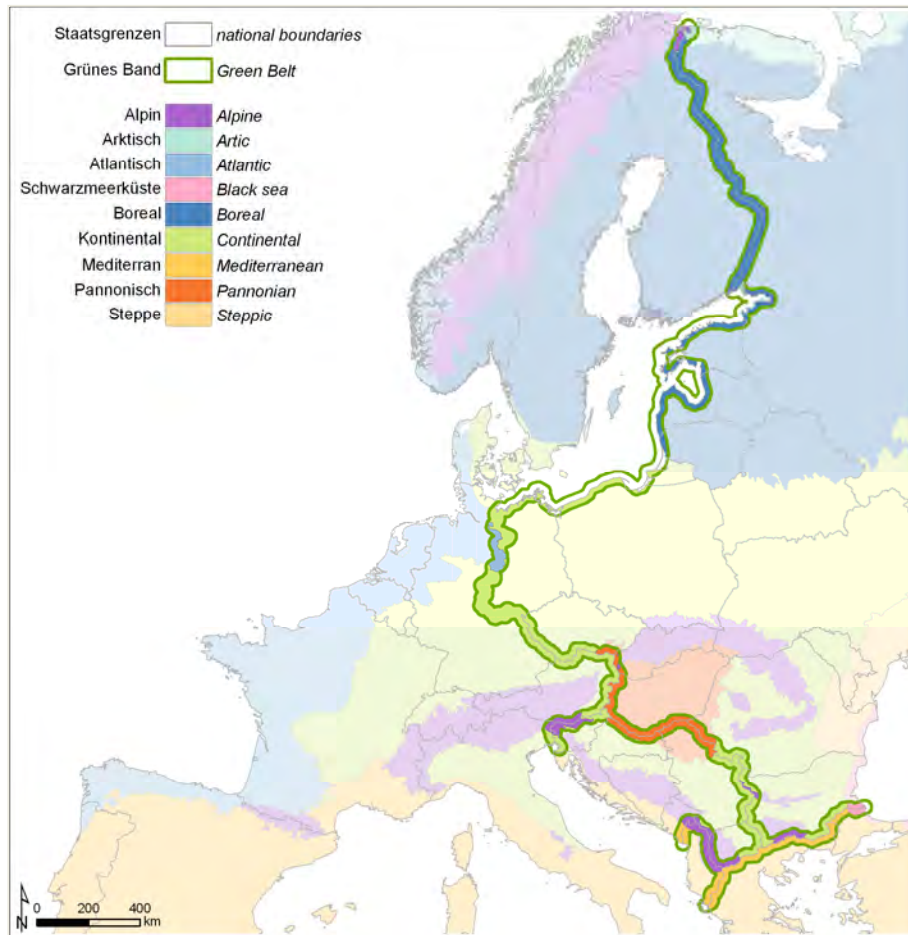 Staatsgrenzen national boundaries
Grünes Band Green Belt
Alpin Alpine
Arktisch Artic
Atlantisch Atlantic
Schwarzmeerküste Black sea
Boreal Boreal
Kontinental Continental
Mediterran Mediterranean
Pannonisch Pannonian
Steppe Steppic
N
0 200 400
km